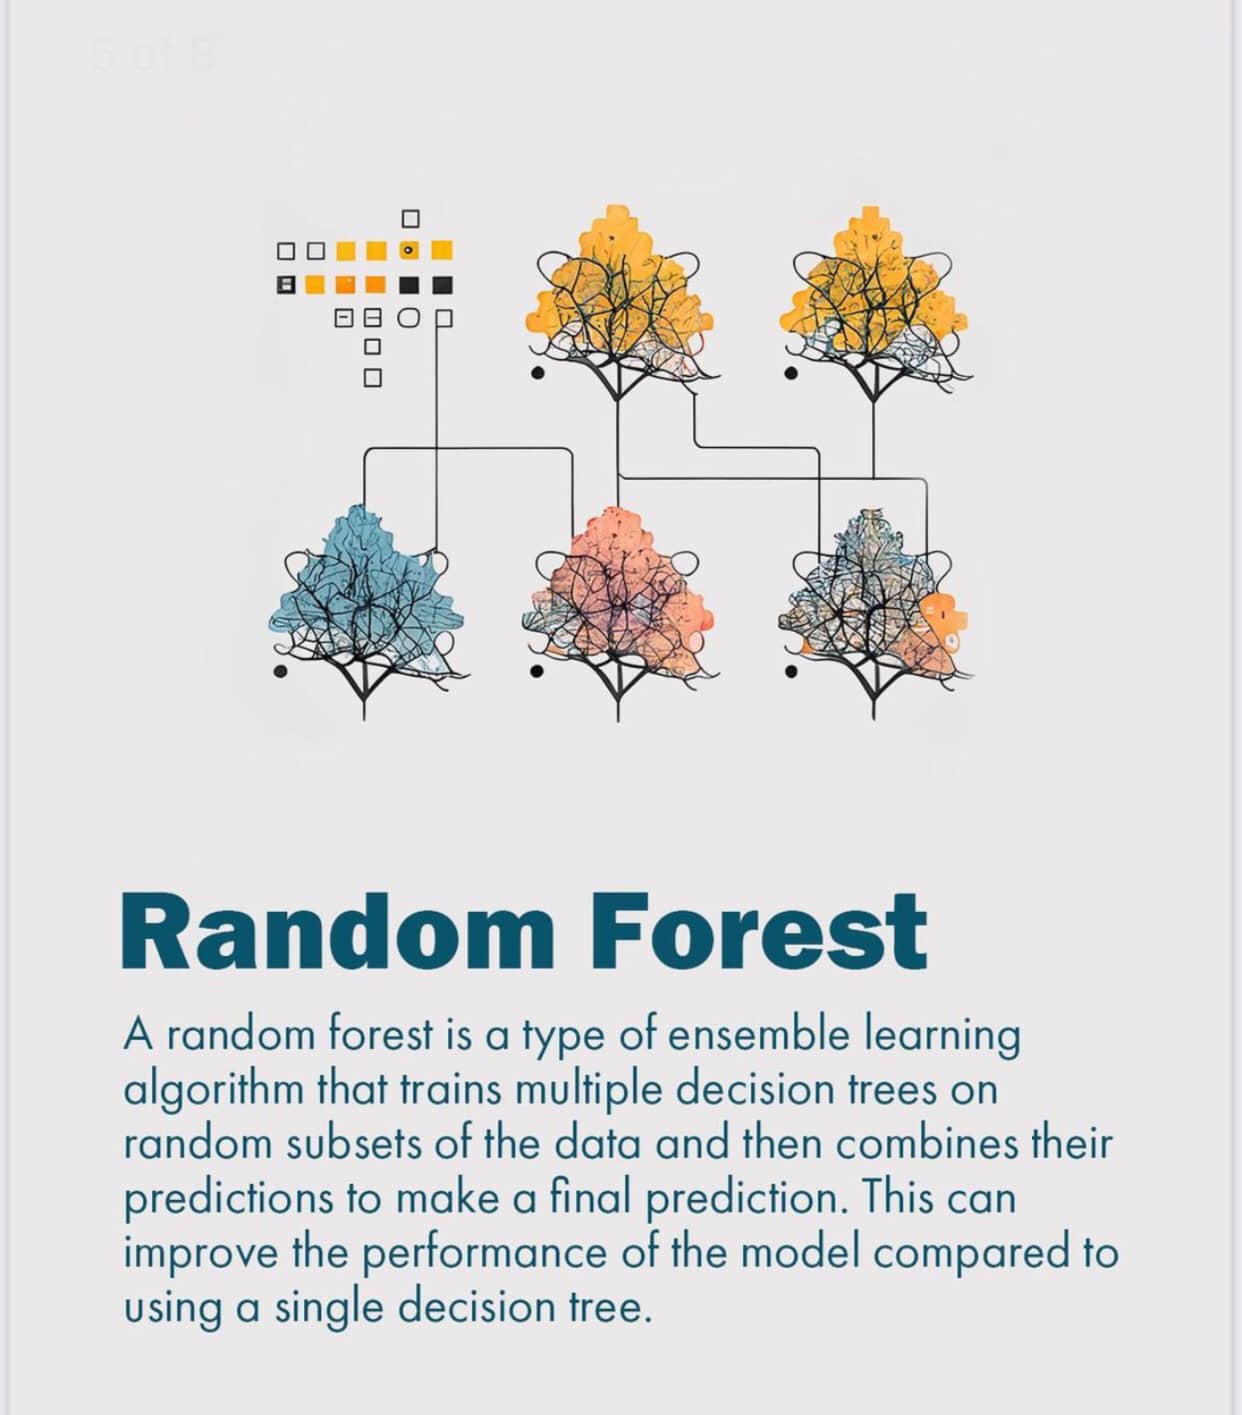 5 of 8
Random Forest
A random forest is a type of ensemble learning
algorithm that trains multiple decision trees on
random subsets of the data and then combines their
predictions to make a final prediction. This can
improve the performance of the model compared to
using a single decision tree.